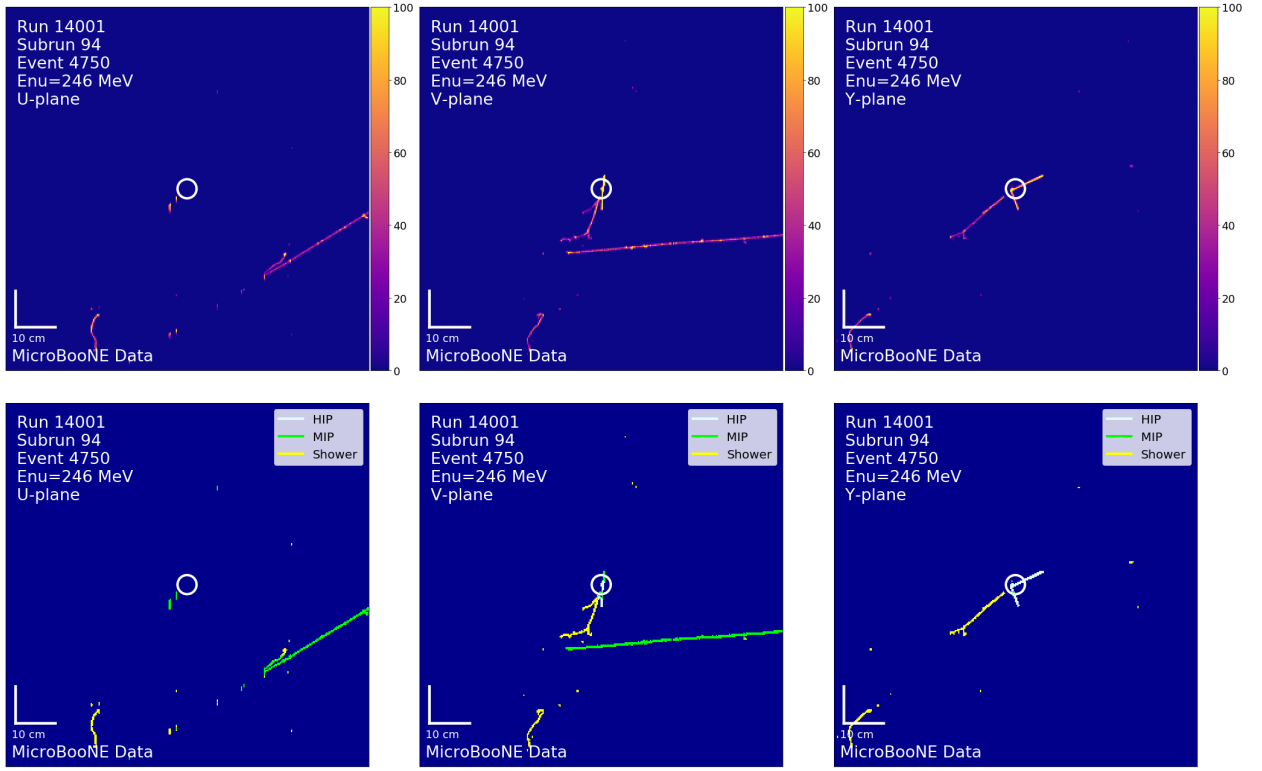 Run 14001
Subrun 94
Event 4750
Enu=246 MeV
U-plane
10 cm
MicroBooNE Data
100
80
60
40
20
0
Run 14001
Subrun 94
Event 4750
Enu=246 MeV
V-plane
10 cm
MicroBooNE Data
100
80
60
40
20
0
Run 14001
Subrun 94
Event 4750
Enu=246 MeV
Y-plane
10 cm
MicroBooNE Data
100
80
60
40
20
0
Run 14001
Subrun 94
Event 4750
Enu=246 MeV
U-plane
HIP
MIP
Shower
10 cm
MicroBooNE Data
Run 14001
Subrun 94
Event 4750
Enu=246 MeV
V-plane
HIP
MIP
Shower
10 cm
MicroBooNE Data
Run 14001
Subrun 94
Event 4750
Enu=246 MeV
Y-plane
HIP
MIP
Shower
10 cm
MicroBooNE Data